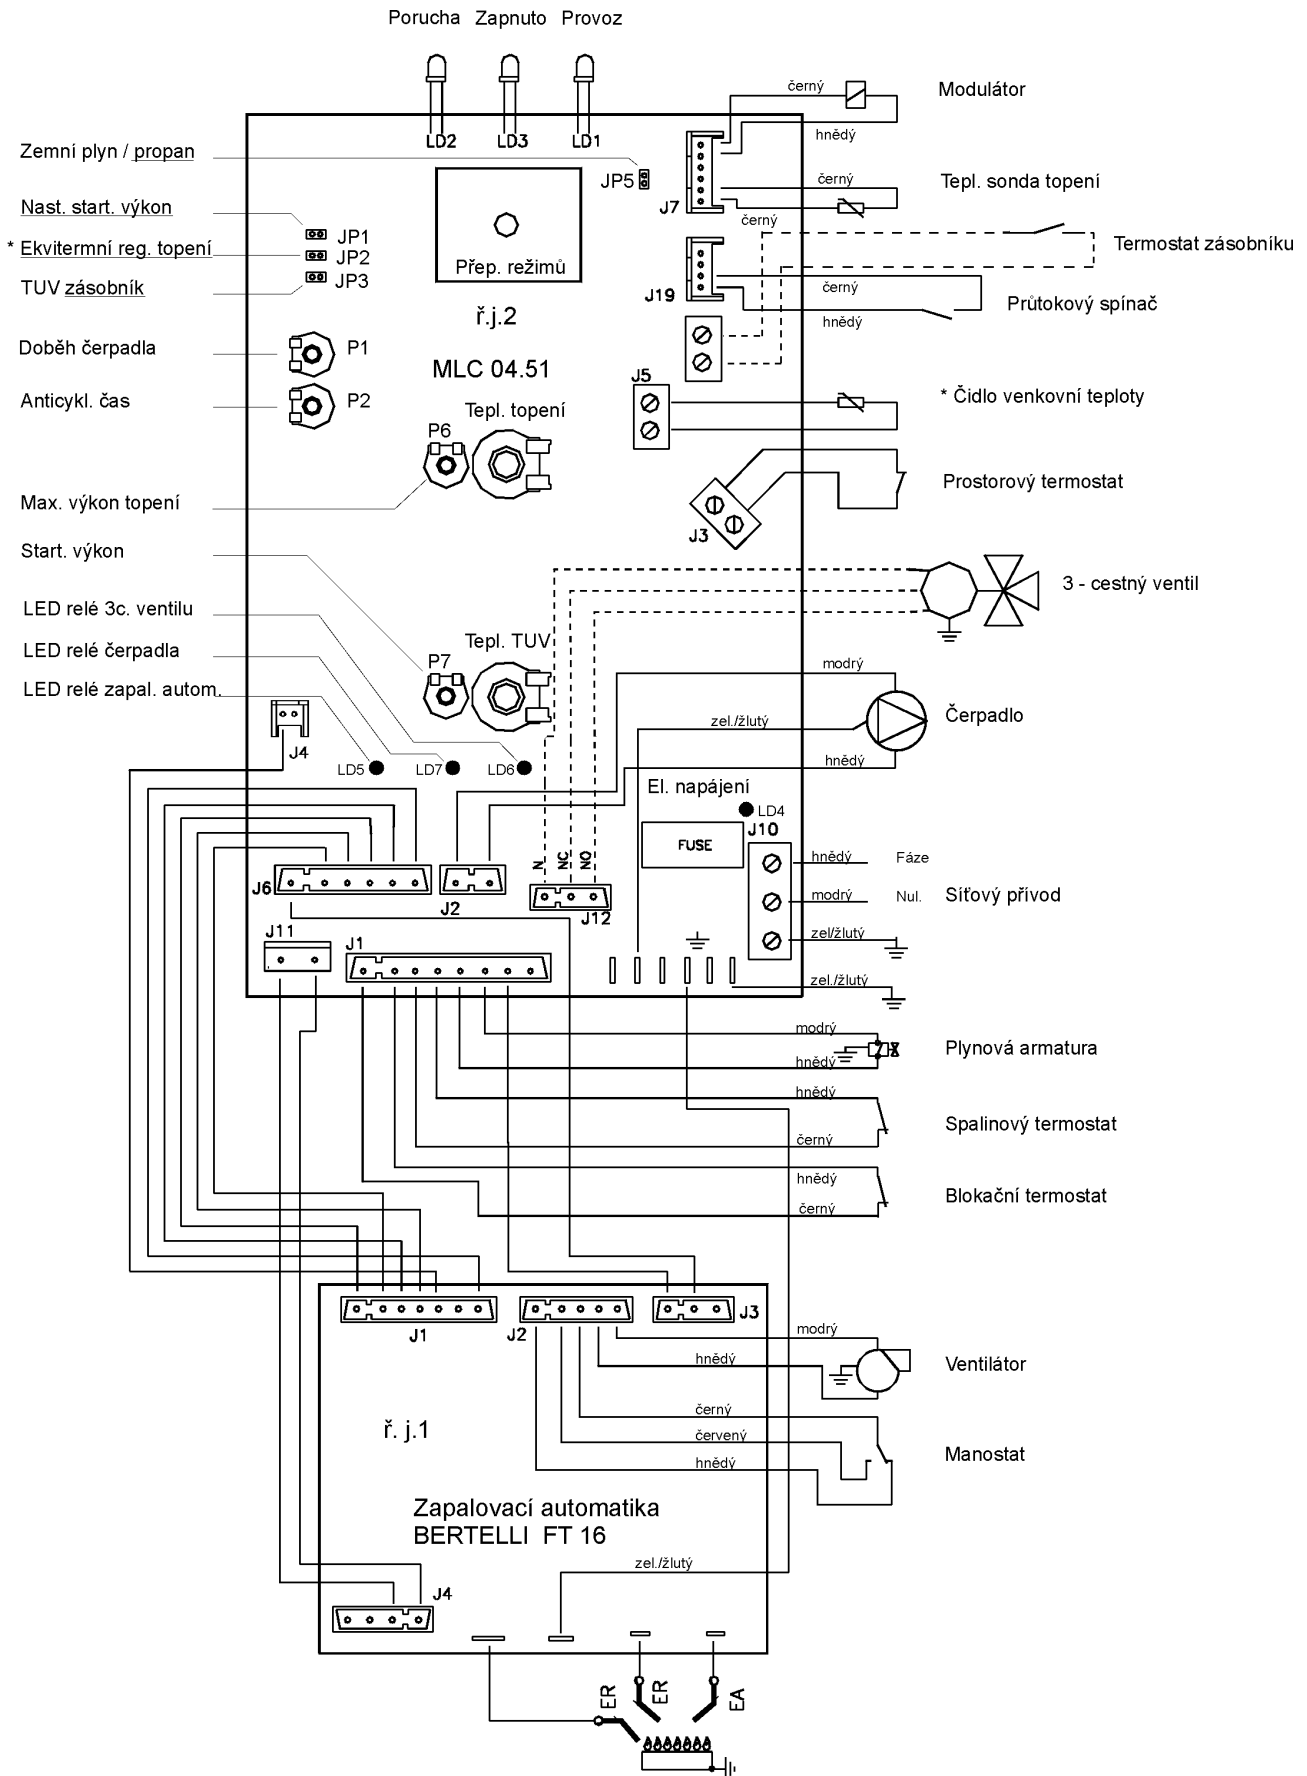 Porucha Zapnuto Provoz
LD2 LD3 LD1
černý
Modulátor
hnědý
Zemní plyn / propan
JP5
J7
černý
Tepl. sonda topení
černý
Nast. start. výkon
JP1
* Ekvitermní reg. topení
JP2
TUV zásobník
JP3
Přep. režimů
Termostat zásobníku
J19
černý
Průtokový spínač
hnědý
ř.j.2
MLC 04.51
Doběh čerpadla
P1
Anticykl. čas
P2
J5
* Čidlo venkovní teploty
Tepl. topení
P6
Max. výkon topení
Prostorový termostat
J3
Start. výkon
3 - cestný ventil
LED relé 3c. ventilu
LED relé čerpadla
LED relé zapal. autom.
Tepl. TUV
P7
modrý
zel./žlutý
Čerpadlo
hnědý
J4
LD5 LD7 LD6
El. napájení
LD4
J10
FUSE
N NC NO
hnědý Fáze
modrý Nul.
Síťový přívod
zel/žlutý
J6
J2
J12
J11
J1
zel./žlutý
modrý
Plynová armatura
hnědý
hnědý
Spalinový termostat
černý
hnědý
Blokační termostat
černý
J1
J2
J3
modrý
hnědý
Ventilátor
černý
červený
Manostat
hnědý
ř. j.1
Zapalovací automatika
BERTELLI FT 16
zel./žlutý
J4
ER ER EA